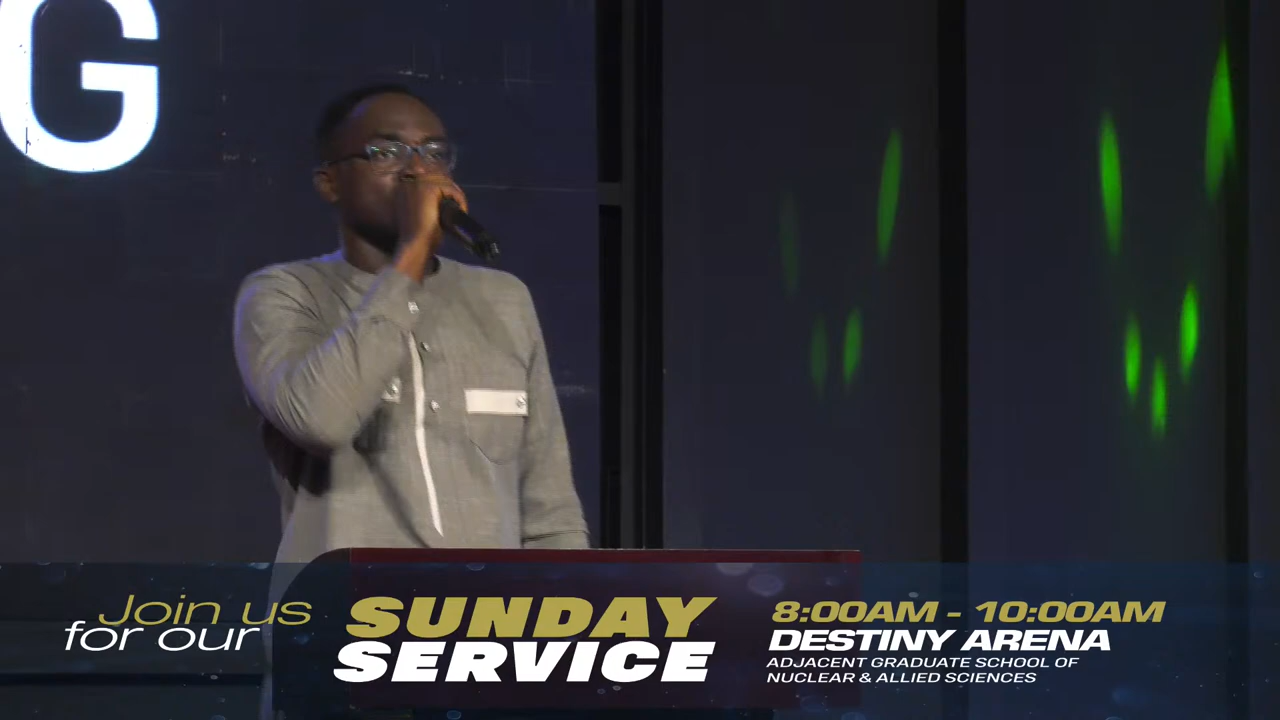 G
Join us
for our
SUNDAY
SERVICE
8:00AM - 10:00AM
DESTINY ARENA
ADJACENT GRADUATE SCHOOL OF
NUCLEAR & ALLIED SCIENCES